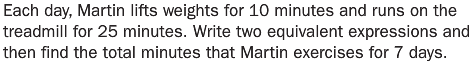 Each day, Martin lifts weights for 10 minutes and runs on the
treadmill for 25 minutes. Write two equivalent expressions and
then find the total minutes that Martin exercises for 7 days.